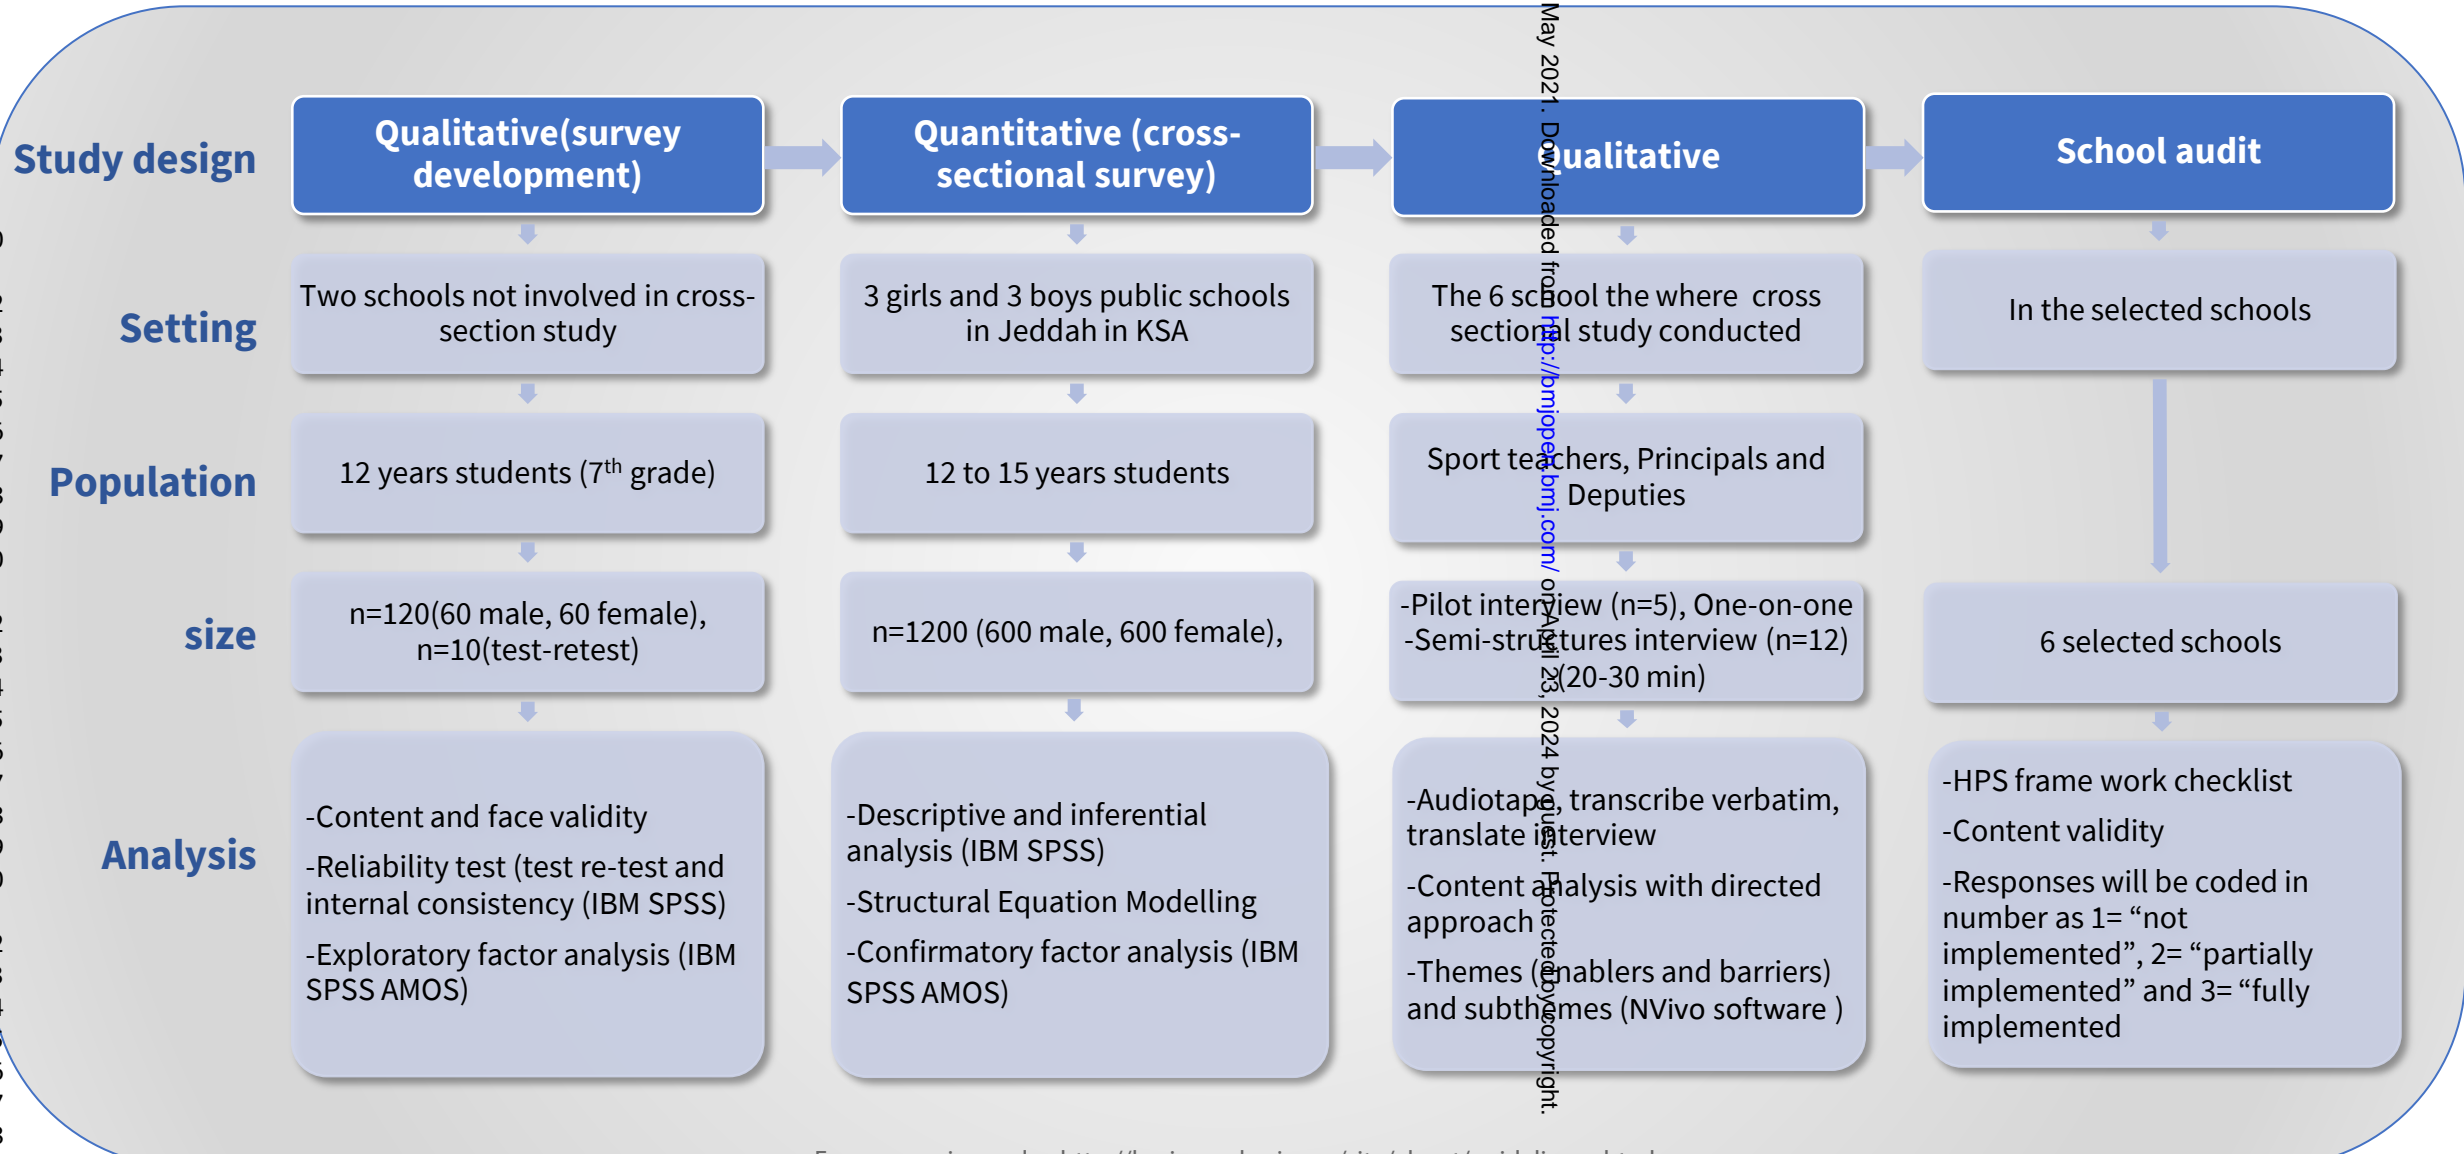 Study design
Qualitative(survey
development)
Quantitative (cross-
sectional survey)
Qualitative
School audit
Setting
Two schools not involved in cross-
section study
3 girls and 3 boys public schools
in Jeddah in KSA
The 6 school the where cross
sectional study conducted
In the selected schools
Population
12 years students (7th grade)
12 to 15 years students
Sport teachers, Principals and
Deputies
size
n=120(60 male, 60 female),
n=10(test-retest)
n=1200 (600 male, 600 female),
-Pilot interview (n=5), One-on-one
-Semi-structures interview (n=12)
(20-30 min)
6 selected schools
Analysis
-Content and face validity
-Reliability test (test re-test and
internal consistency (IBM SPSS)
-Exploratory factor analysis (IBM
SPSS AMOS)
-Descriptive and inferential
analysis (IBM SPSS)
-Structural Equation Modelling
-Confirmatory factor analysis (IBM
SPSS AMOS)
-Audiotape, transcribe verbatim,
translate interview
-Content analysis with directed
approach
-Themes (enablers and barriers)
and subthemes (NVivo software )
-HPS frame work checklist
-Content validity
-Responses will be coded in
number as 1= “not
implemented”, 2= “partially
implemented” and 3= “fully
implemented
May 2021. Downloaded from http://bmjopen.bmj.com/ on April 23, 2024 by guest. Protected by copyright.